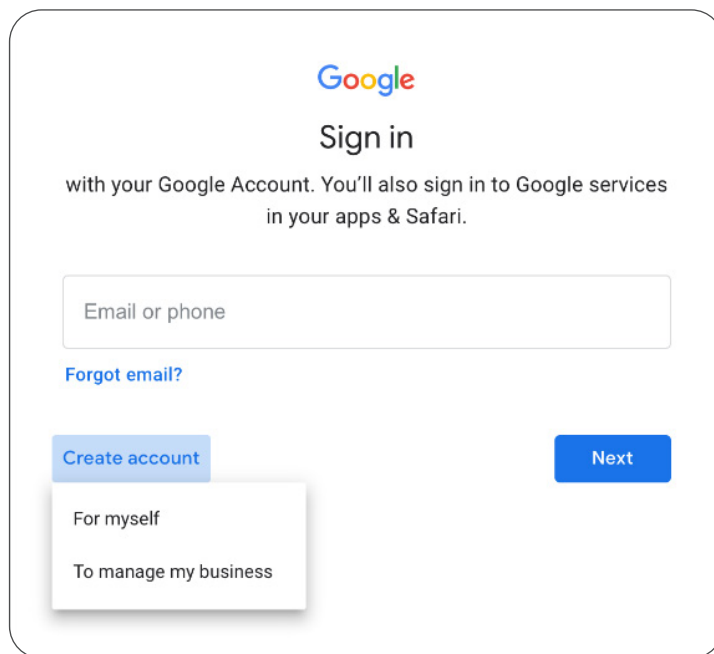 Google
Sign in
with your Google Account. You’ll also sign in to Google services
in your apps & Safari.
Email or phone
Forgot email?
Create account
Next
For myself
To manage my business